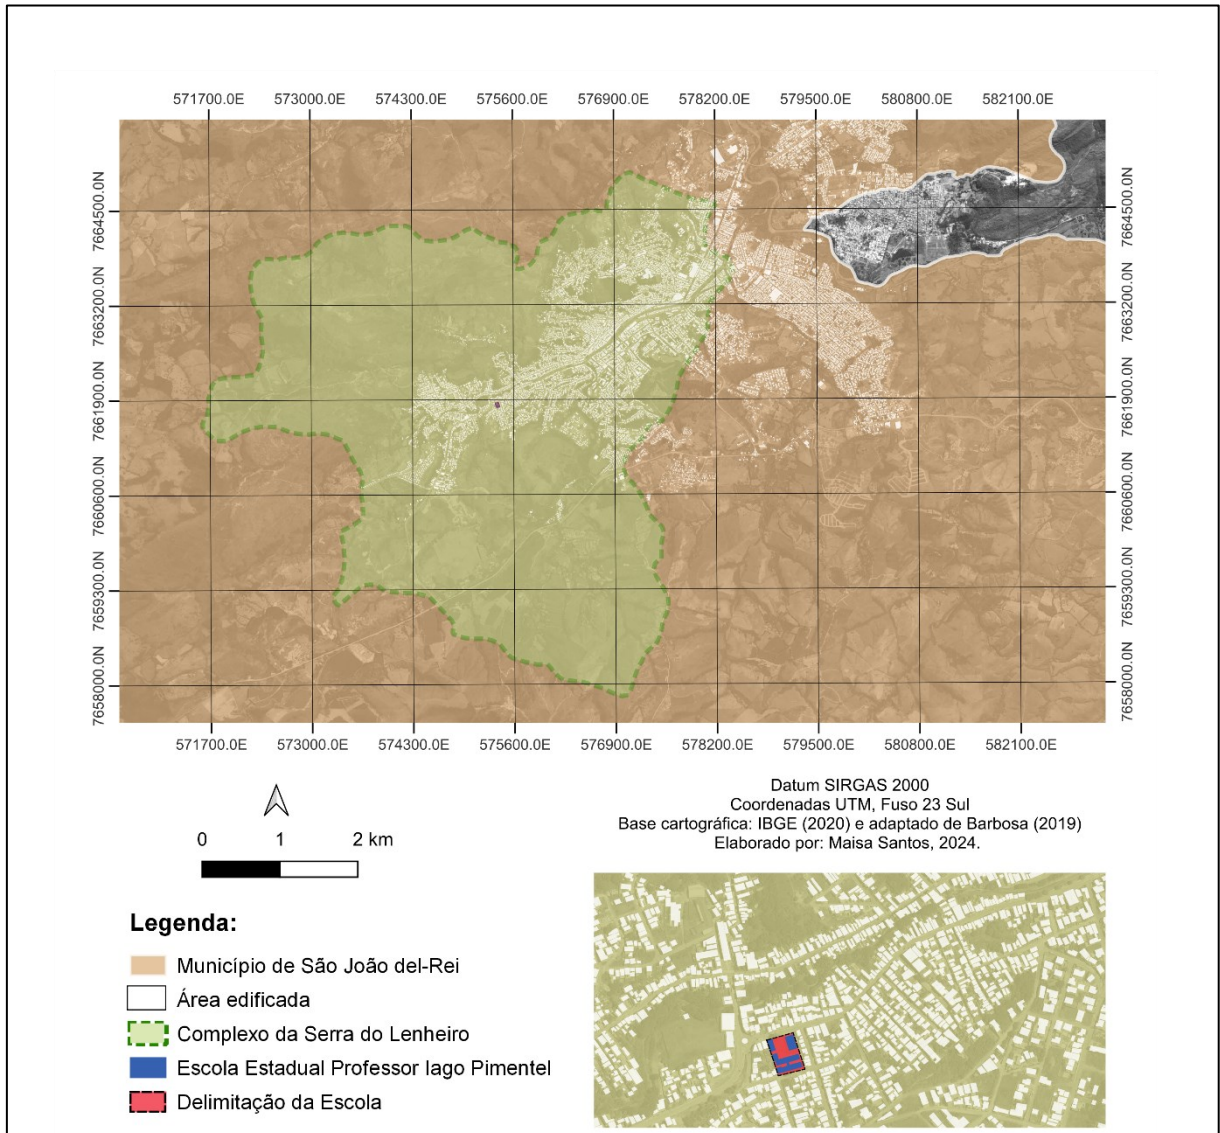 571700.0E 573000.0E 574300.0E 575600.0E 576900.0E 578200.0E 579500.0E 580800.0E 582100.0E
7664500.0N 7664500.0N
7663200.0N 7663200.0N
7661900.0N 7661900.0N
7660600.0N 7660600.0N
7659300.0N 7659300.0N
7658000.0N 7658000.0N
571700.0E 573000.0E 574300.0E 575600.0E 576900.0E 578200.0E 579500.0E 580800.0E 582100.0E
0 1 2 km
Datum SIRGAS 2000
Coordenadas UTM, Fuso 23 Sul
Base cartográfica: IBGE (2020) e adaptado de Barbosa (2019)
Elaborado por: Maisa Santos, 2024.
Legenda:
Município de São João del-Rei
Área edificada
Complexo da Serra do Lenheiro
Escola Estadual Professor Iago Pimentel
Delimitação da Escola